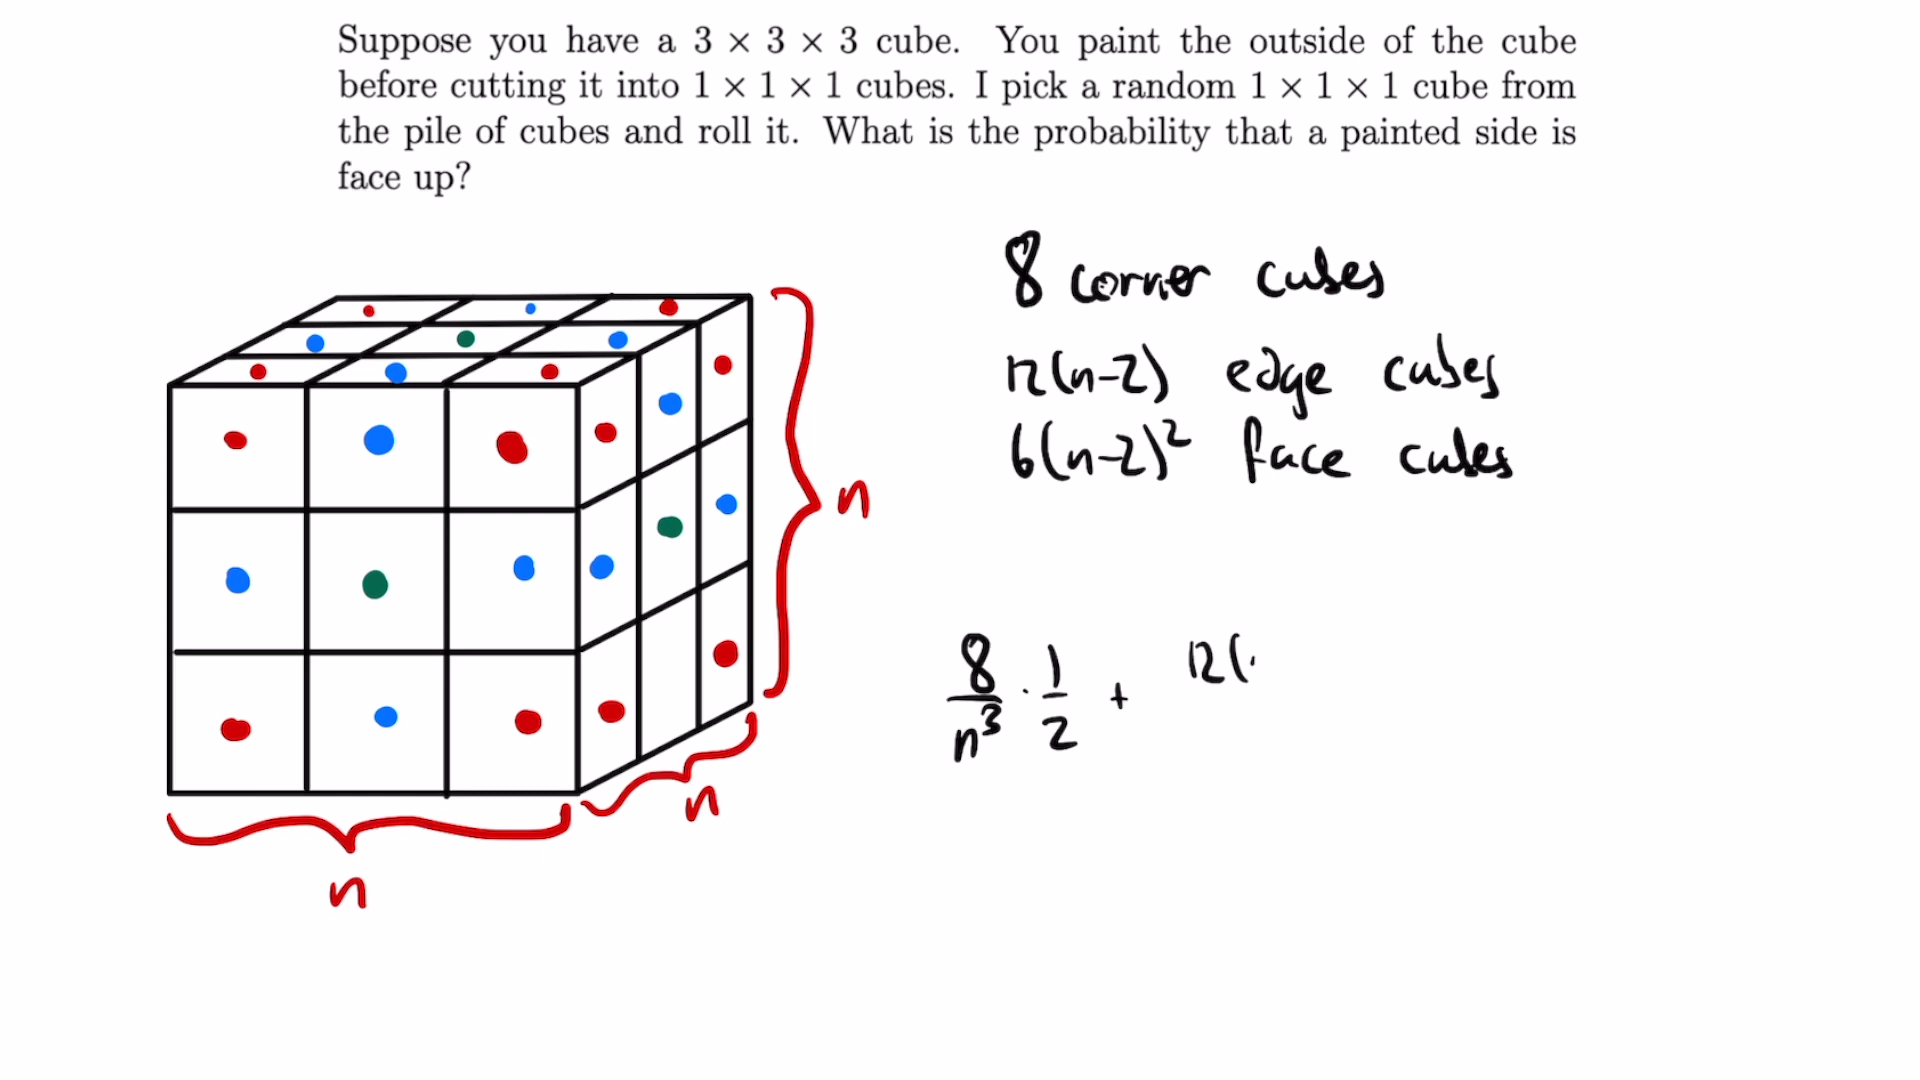 Suppose you have a 3 × 3 × 3 cube. You paint the outside of the cube
before cutting it into 1 × 1 × 1 cubes. I pick a random 1 × 1 × 1 cube from
the pile of cubes and roll it. What is the probability that a painted side is
face up?
8 corner cubes
12(n-2) edge cubes
6(n-2)² face cubes
n
8/n³ · 1/2 + 12(
n
n